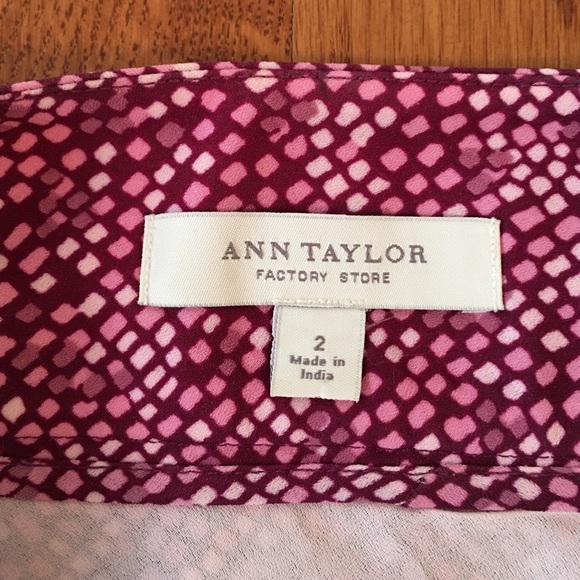 ANN TAYLOR
FACTORY STORE
2
Made in
India